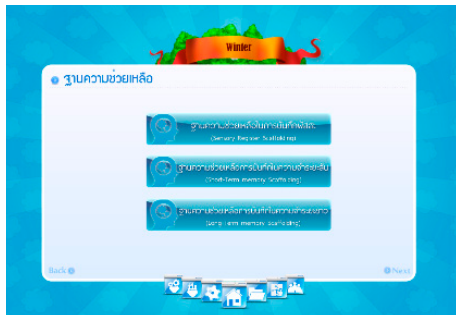 Winter
ฐานความช่วยเหลือ
ฐานความช่วยเหลือในการบันทึกผัสสะ
(Sensory Register Scaffolding)
ฐานความช่วยเหลือการบันทึกในความจำระยะสั้น
(Short-Term memory Scaffolding)
ฐานความช่วยเหลือการบันทึกในความจำระยะยาว
(Long Term memory Scaffolding)
Back
Next